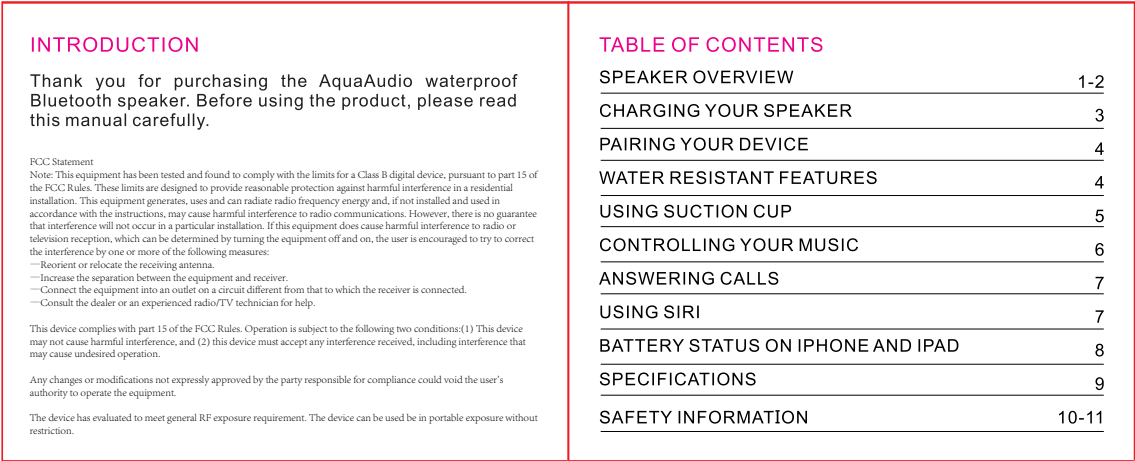 INTRODUCTION
Thank you for purchasing the AquaAudio waterproof
Bluetooth speaker. Before using the product, please read
this manual carefully.
FCC Statement
Note: This equipment has been tested and found to comply with the limits for a Class B digital device, pursuant to part 15 of
the FCC Rules. These limits are designed to provide reasonable protection against harmful interference in a residential
installation. This equipment generates, uses and can radiate radio frequency energy and, if not installed and used in
accordance with the instructions, may cause harmful interference to radio communications. However, there is no guarantee
that interference will not occur in a particular installation. If this equipment does cause harmful interference to radio or
television reception, which can be determined by turning the equipment off and on, the user is encouraged to try to correct
the interference by one or more of the following measures:
—Reorient or relocate the receiving antenna.
—Increase the separation between the equipment and receiver.
—Connect the equipment into an outlet on a circuit different from that to which the receiver is connected.
—Consult the dealer or an experienced radio/TV technician for help.
This device complies with part 15 of the FCC Rules. Operation is subject to the following two conditions:(1) This device
may not cause harmful interference, and (2) this device must accept any interference received, including interference that
may cause undesired operation.
Any changes or modifications not expressly approved by the party responsible for compliance could void the user's
authority to operate the equipment.
The device has evaluated to meet general RF exposure requirement. The device can be used be in portable exposure without
restriction.
TABLE OF CONTENTS
SPEAKER OVERVIEW 1-2
CHARGING YOUR SPEAKER 3
PAIRING YOUR DEVICE 4
WATER RESISTANT FEATURES 4
USING SUCTION CUP 5
CONTROLLING YOUR MUSIC 6
ANSWERING CALLS 7
USING SIRI 7
BATTERY STATUS ON IPHONE AND IPAD 8
SPECIFICATIONS 9
SAFETY INFORMATION 10-11